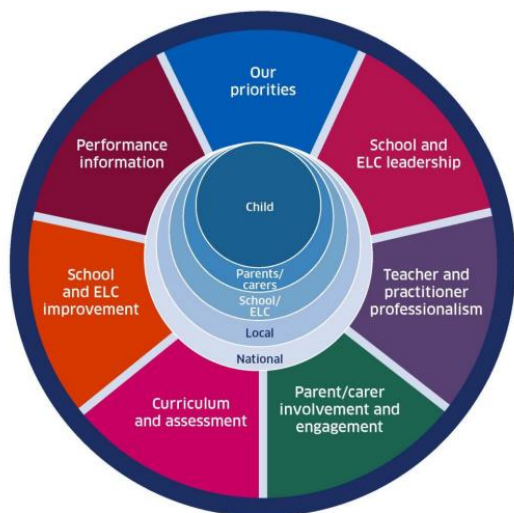 Our
priorities
School and
ELC leadership
Teacher and
practitioner
professionalism
Parent/carer
involvement and
engagement
Curriculum
and assessment
School
and ELC
improvement
Performance
information
Child
Parents/
carers
School/
ELC
Local
National